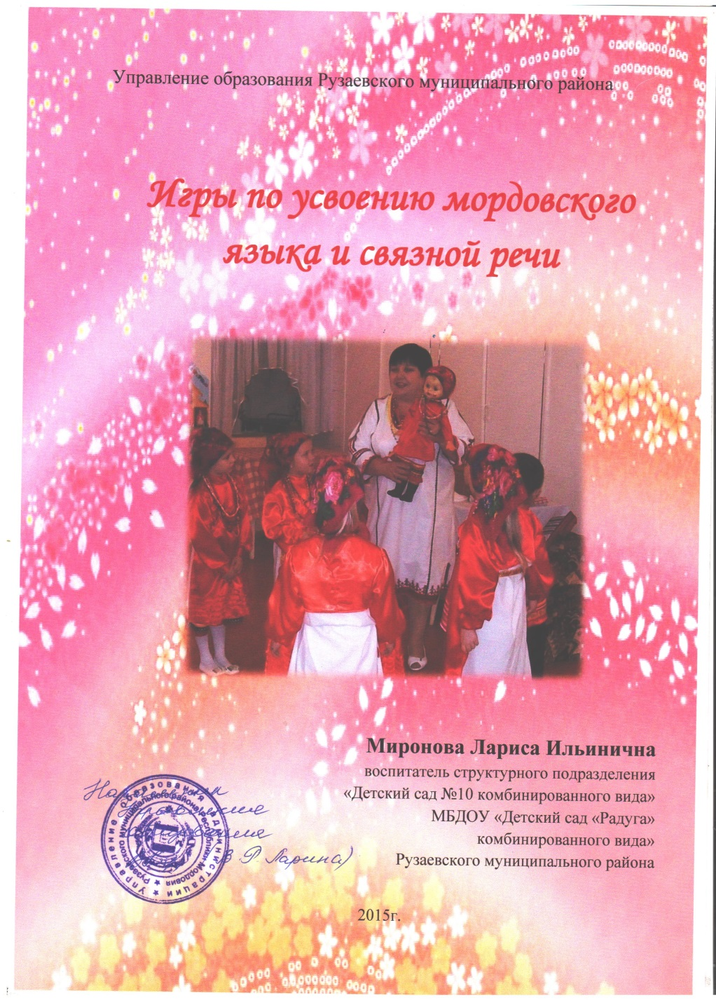 Управление образования Рузаевского муниципального района
Игры по усвоению мордовского
языка и связной речи
Миронова Лариса Ильинична
воспитатель структурного подразделения
«Детский сад №10 комбинированного вида»
МБДОУ «Детский сад «Радуга»
комбинированного вида»
Рузаевского муниципального района
Начальник
Управления
образования
В.Р. Ларина)
Управление образования администрации
Рузаевского муниципального района Республики Мордовия
2015г.